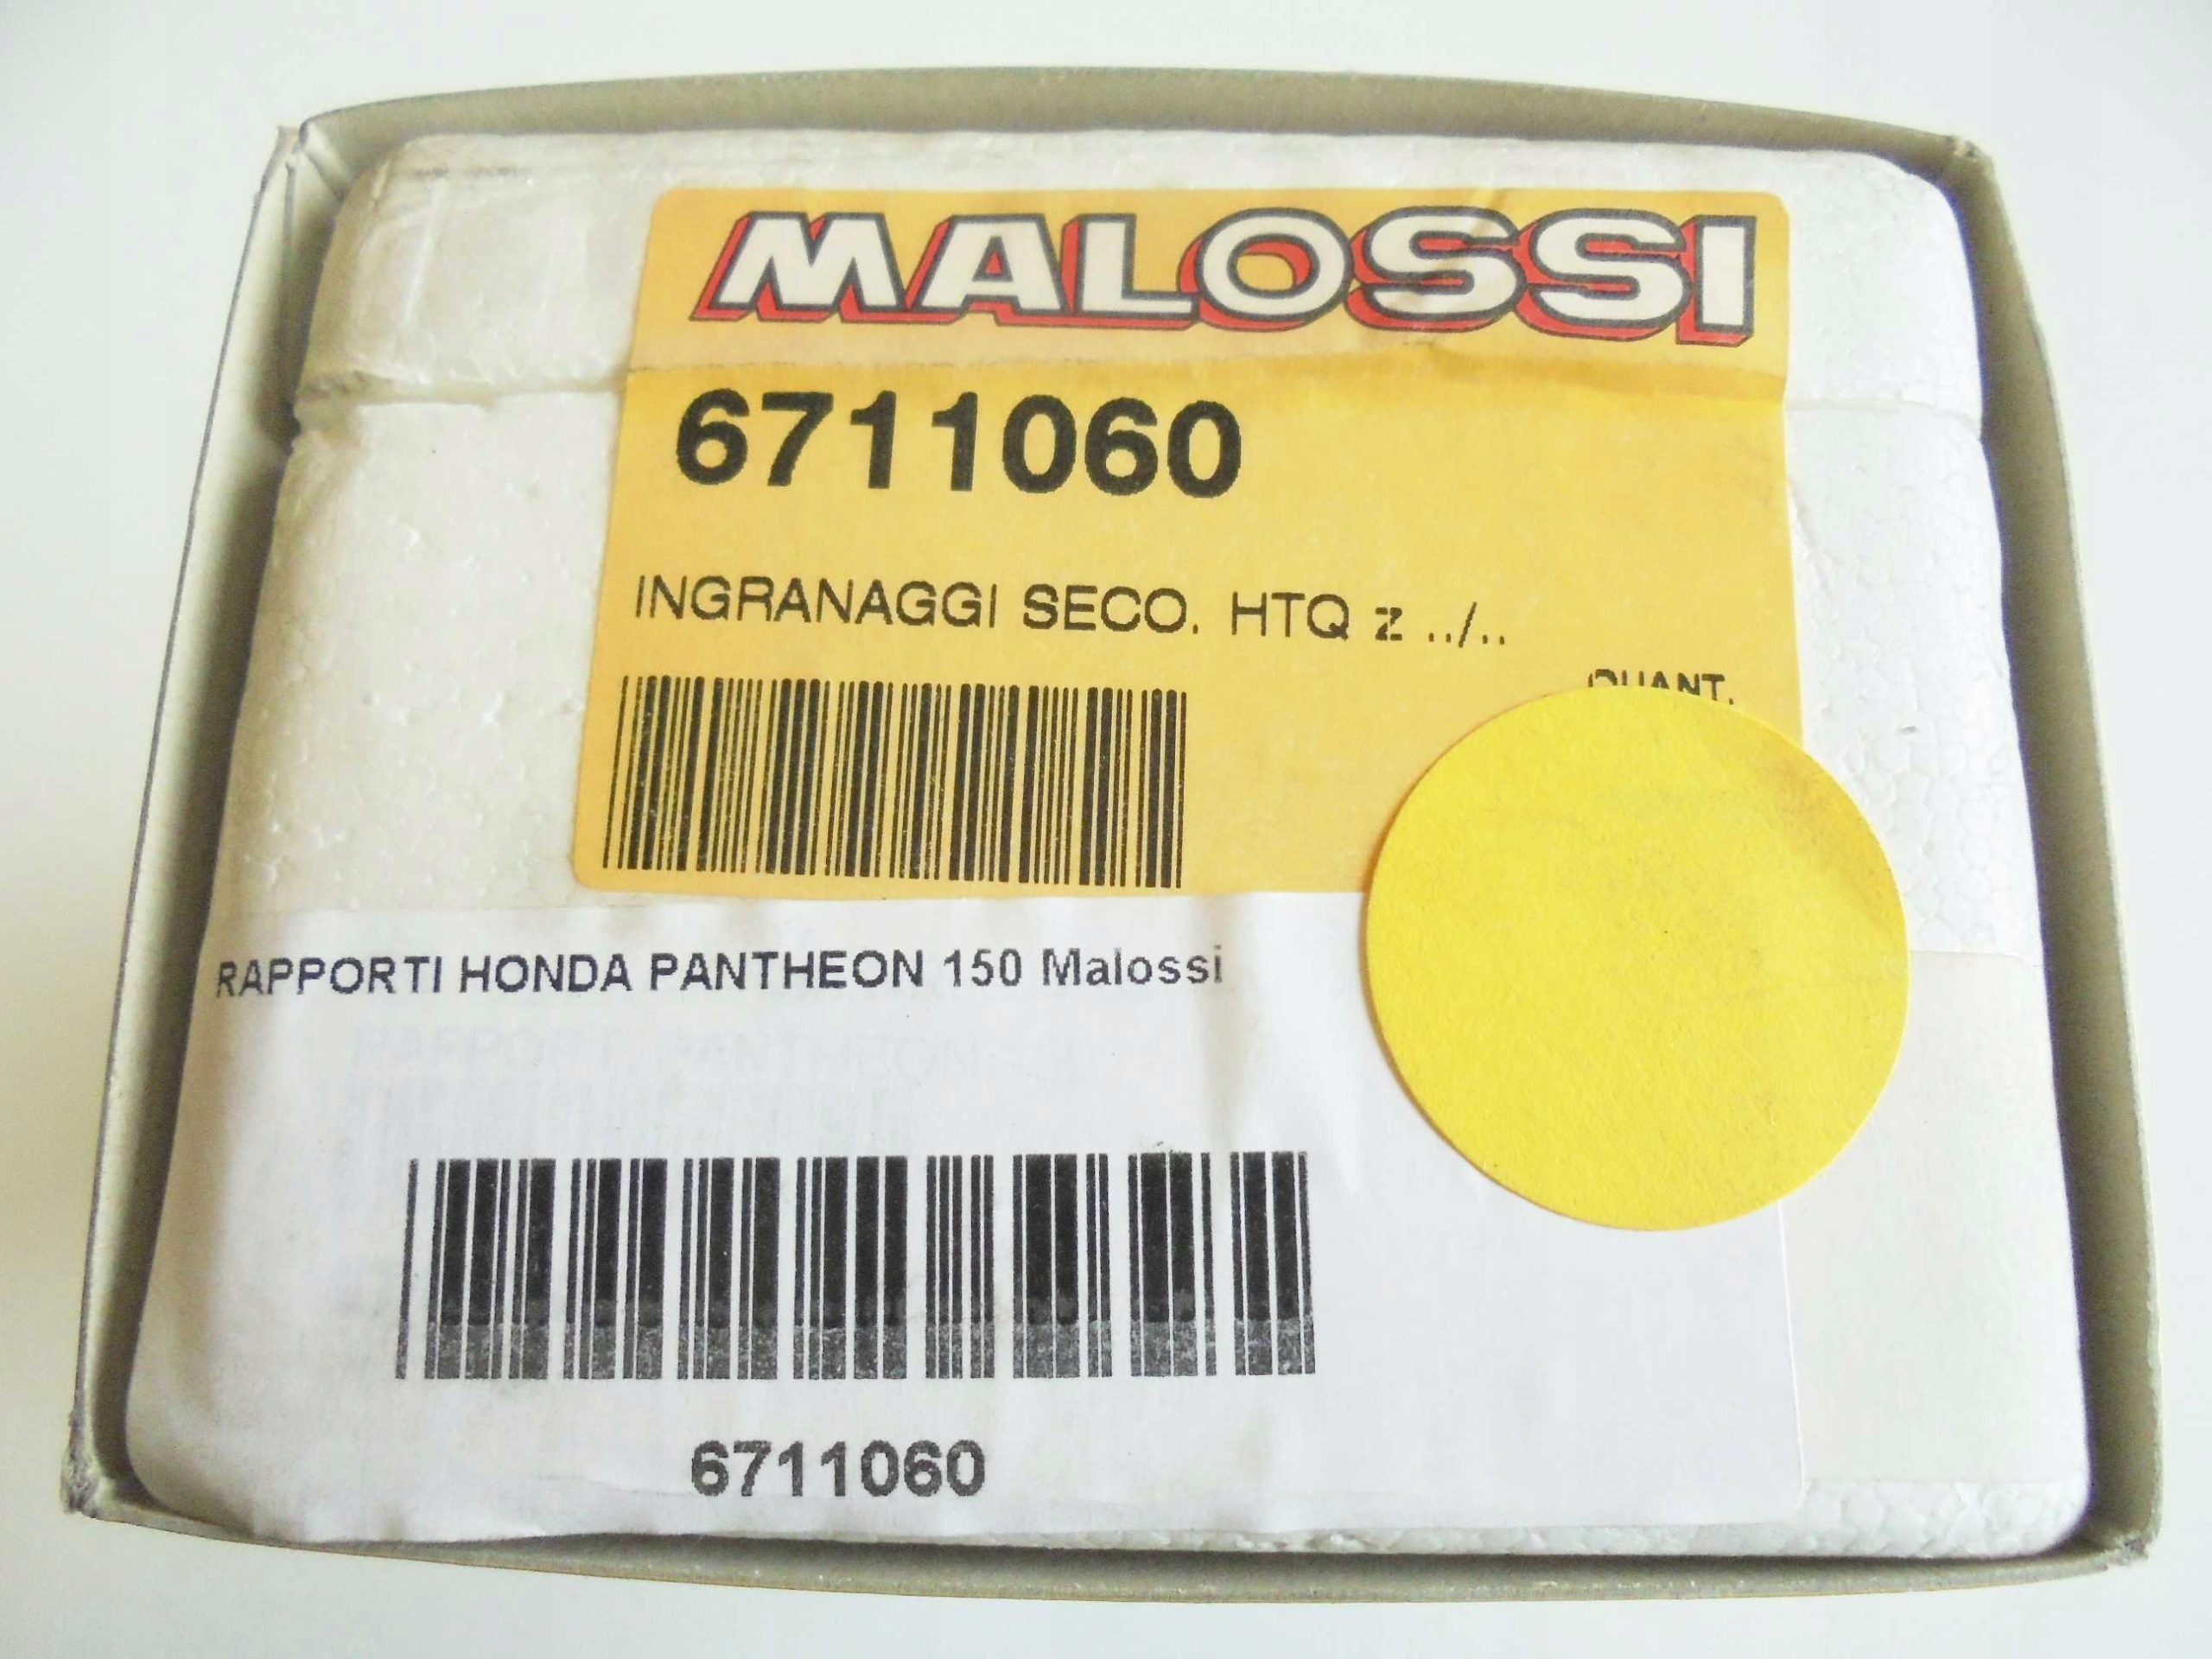 MALOSSI
6711060
INGRANAGGI SECO. HTQ z ../..
QUANT.
RAPPORTI HONDA PANTHEON 150 Malossi
6711060